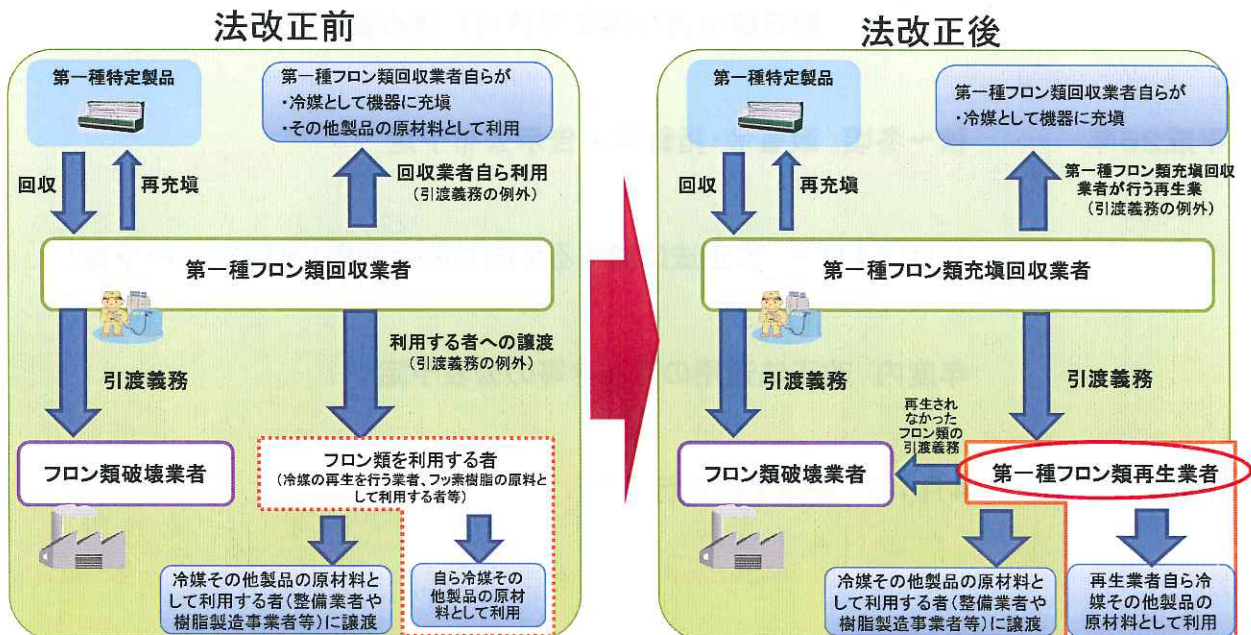 法改正前
第一種特定製品
第一種フロン類回収業者自らが
・冷媒として機器に充填
・その他製品の原材料として利用
回収
再充填
回収業者自ら利用
(引渡義務の例外)
第一種フロン類回収業者
引渡義務
利用する者への譲渡
(引渡義務の例外)
フロン類破壊業者
フロン類を利用する者
(冷媒の再生を行う業者、フッ素樹脂の原料と
して利用する者等)
冷媒その他製品の原材料と
して利用する者(整備業者や
樹脂製造事業者等)に譲渡
自ら冷媒その
他製品の原材
料として利用
法改正後
第一種特定製品
第一種フロン類回収業者自らが
・冷媒として機器に充填
回収
再充填
第一種フロン類充填回収
業者が行う再生業
(引渡義務の例外)
第一種フロン類充填回収業者
引渡義務
引渡義務
再生され
なかった
フロン類の
引渡義務
フロン類破壊業者
第一種フロン類再生業者
冷媒その他製品の原材料と
して利用する者(整備業者や
樹脂製造事業者等)に譲渡
再生業者自ら冷
媒その他製品の
原材料として利用